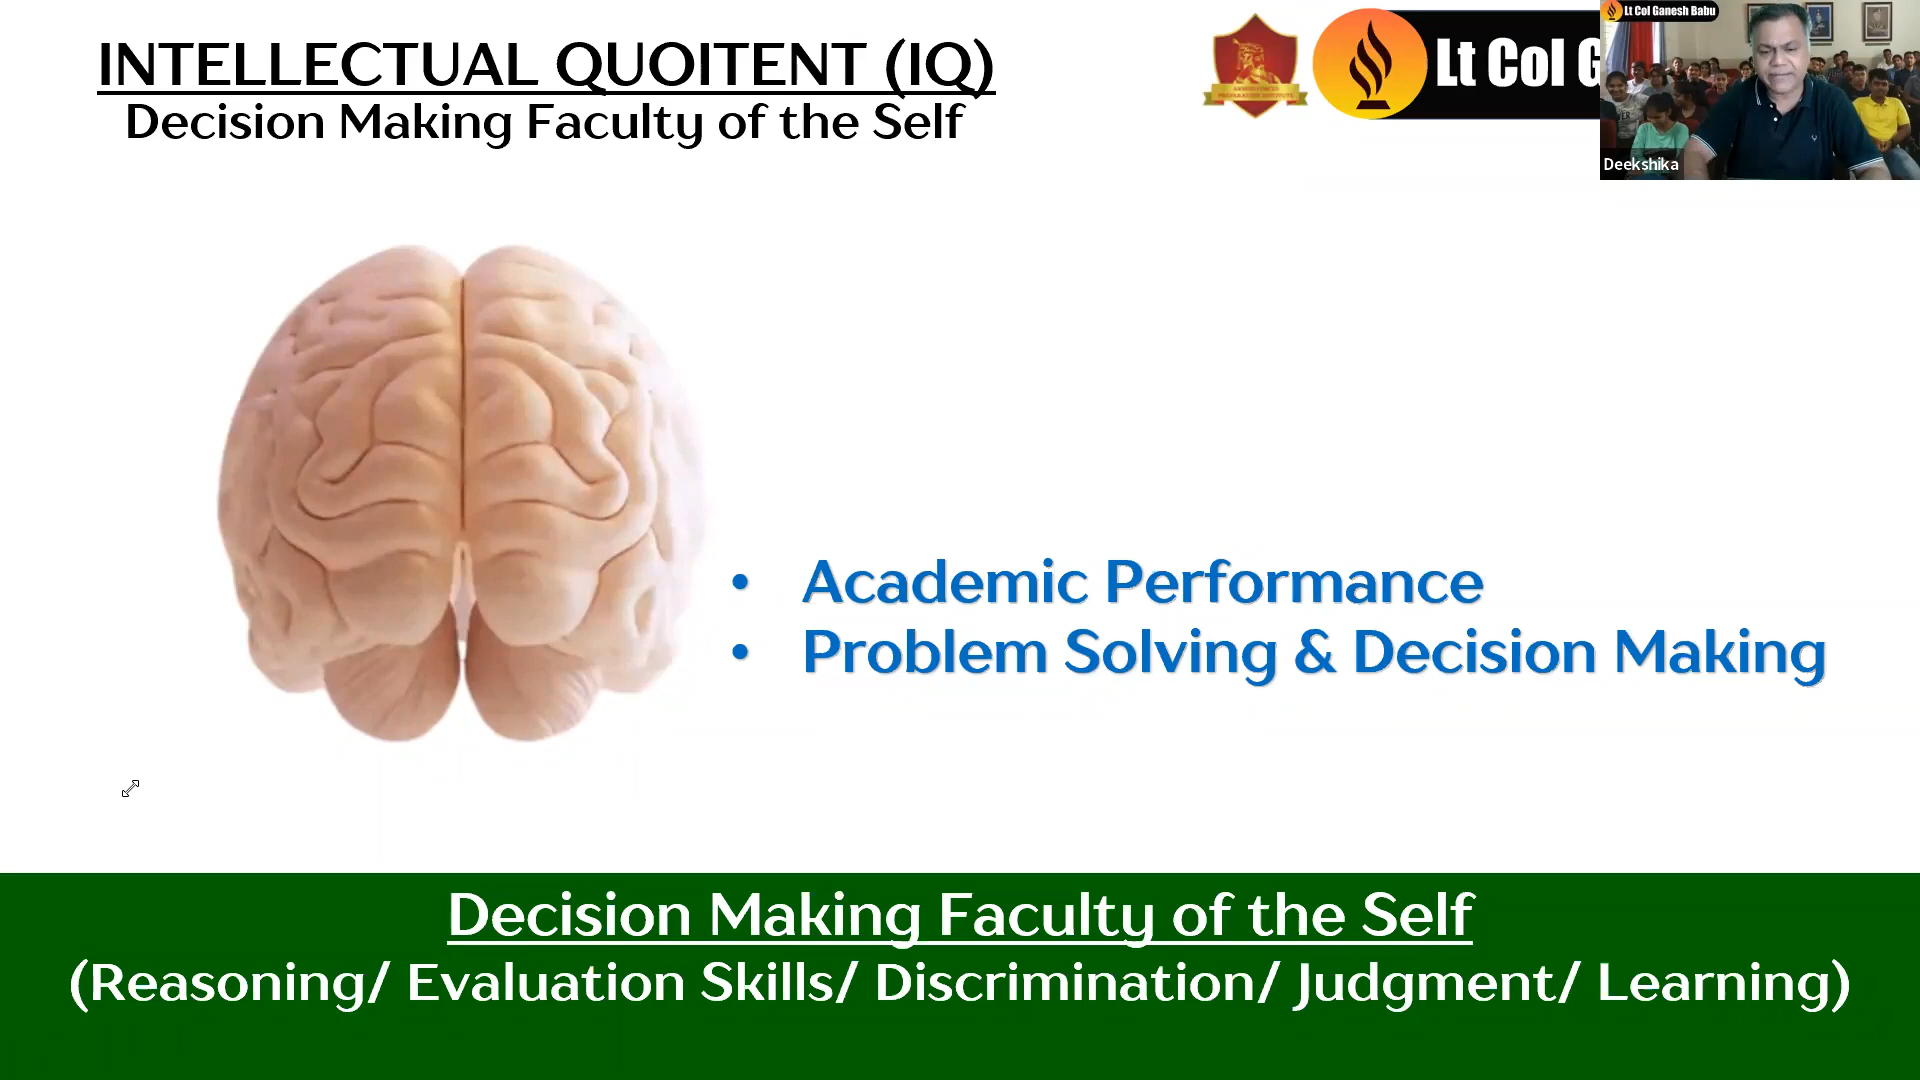 INTELLECTUAL QUOITENT (IQ)
Decision Making Faculty of the Self
Lt Col G
Lt Col Ganesh Babu
Deekshika
• Academic Performance
• Problem Solving & Decision Making
Decision Making Faculty of the Self
(Reasoning/ Evaluation Skills/ Discrimination/ Judgment/ Learning)